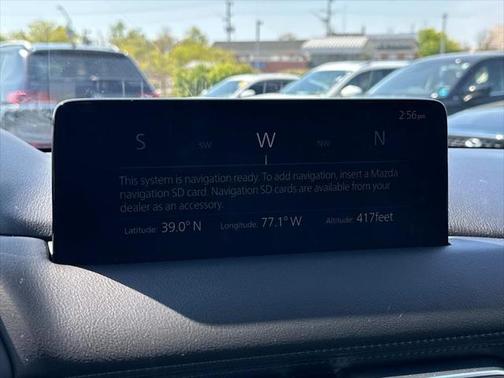 2:56pm
S SW W NW N
This system is navigation ready. To add navigation, insert a Mazda
navigation SD card. Navigation SD cards are available from your
dealer as an accessory.
Latitude: 39.0° N Longitude: 77.1° W Altitude: 417feet